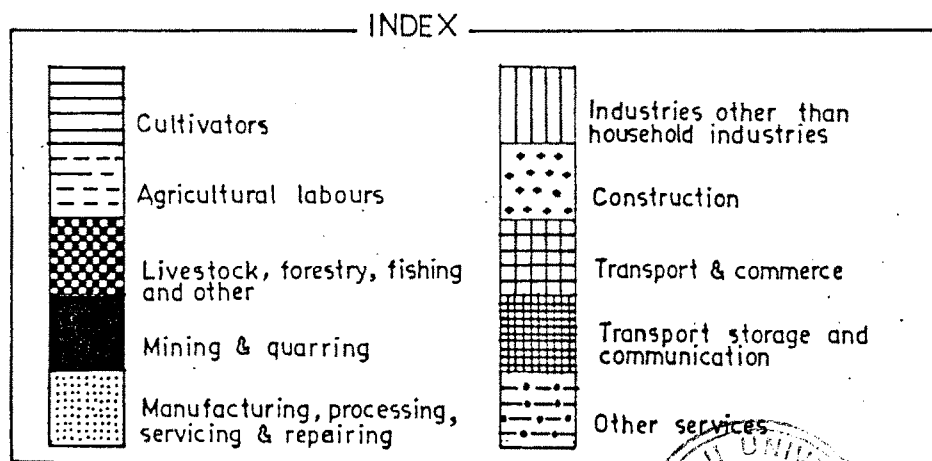 INDEX
Cultivators
Agricultural labours
Livestock, forestry, fishing
and other
Mining & quarring
Manufacturing, processing,
servicing & repairing
Industries other than
household industries
Construction
Transport & commerce
Transport storage and
communication
Other services